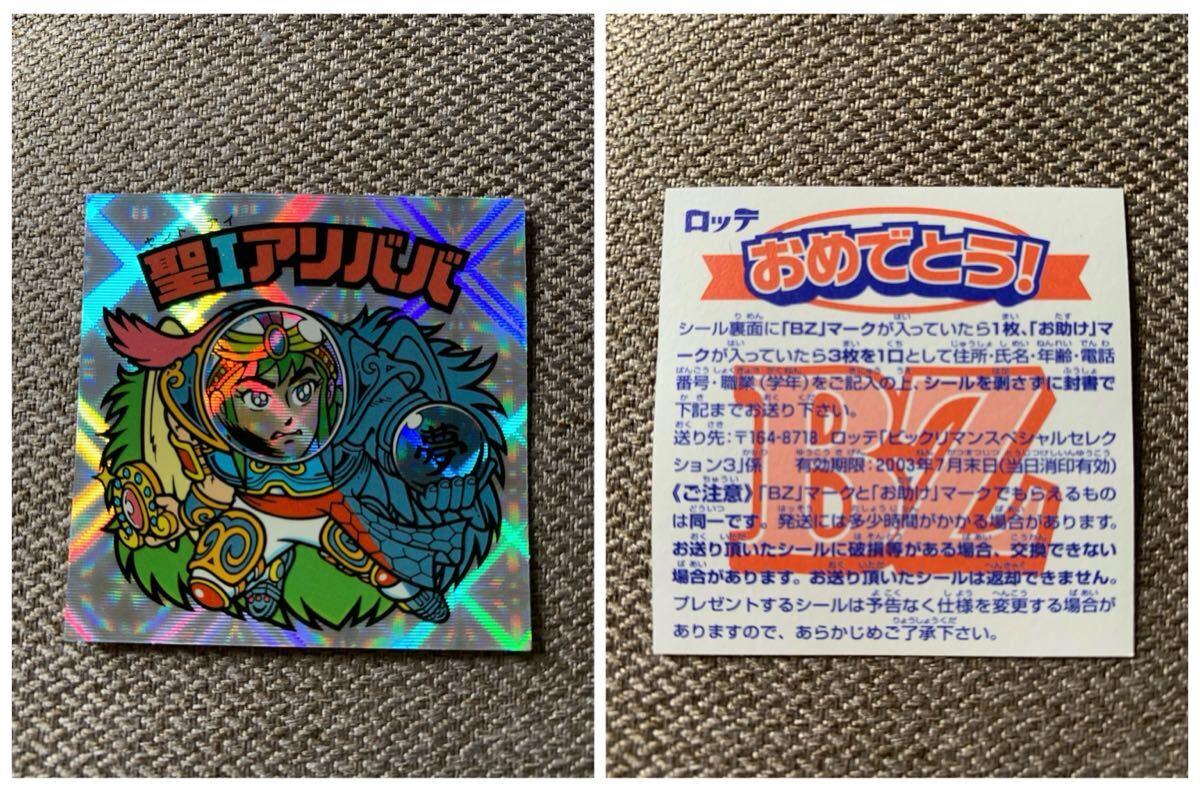 セントアイ
聖Iアリババ
夢
ロッテ
おめでとう!
シール裏面に「BZ」マークが入っていたら1枚、「お助け」マ
ークが入っていたら3枚を1口として住所・氏名・年齢・電話
番号・職業(学年)をご記入の上、シールを剥さずに封書で
下記までお送り下さい。
送り先:〒164-8718 ロッテ「ビックリマンスペシャルセレク
ション3」係 有効期限:2003年7月末日(当日消印有効)
《ご注意》「BZ」マークと「お助け」マークでもらえるもの
は同一です。発送には多少時間がかかる場合があります。
お送り頂いたシールに破損等がある場合、交換できない
場合があります。お送り頂いたシールは返却できません。
プレゼントするシールは予告なく仕様を変更する場合が
ありますので、あらかじめご了承下さい。
BZ